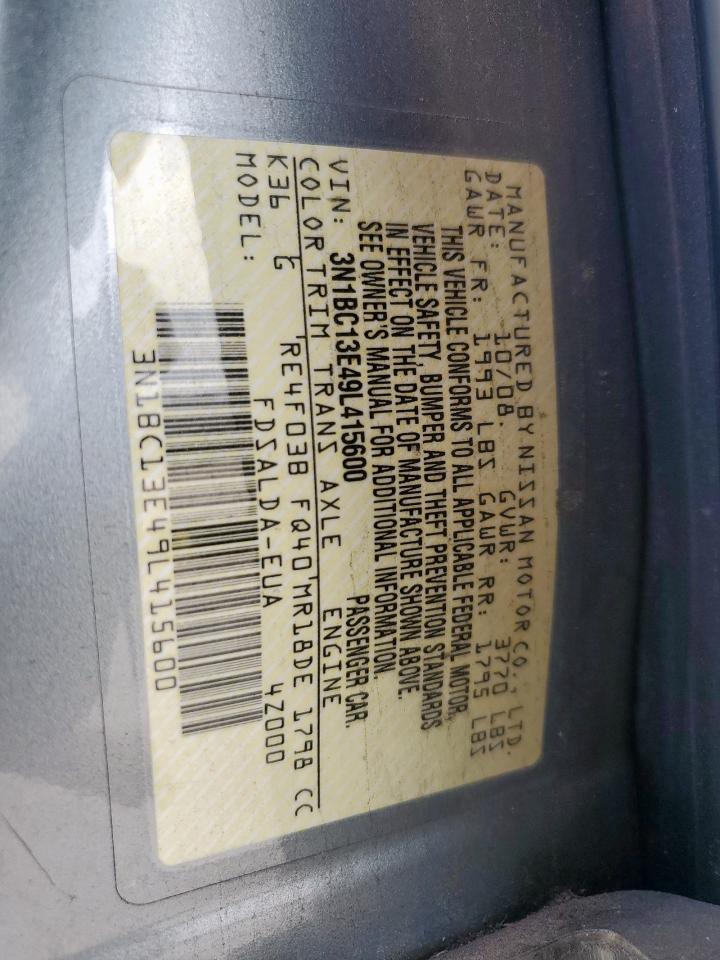 MANUFACTURED BY NISSAN MOTOR CO., LTD.
DATE: 10/08. GVWR: 3770 LBS
GAWR FR: 1993 LBS GAWR RR: 1795 LBS
THIS VEHICLE CONFORMS TO ALL APPLICABLE FEDERAL MOTOR
VEHICLE SAFETY, BUMPER AND THEFT PREVENTION STANDARDS
IN EFFECT ON THE DATE OF MANUFACTURE SHOWN ABOVE.
SEE OWNER'S MANUAL FOR ADDITIONAL INFORMATION.
VIN: 3N1BC13E49L415600 PASSENGER CAR.
COLOR TRIM TRANS AXLE ENGINE
K36 G 'RE4F03B FQ40'MR18DE 1798 CC
MODEL: FDSALDA-EUA 4Z000
3N1BC13E49L415600